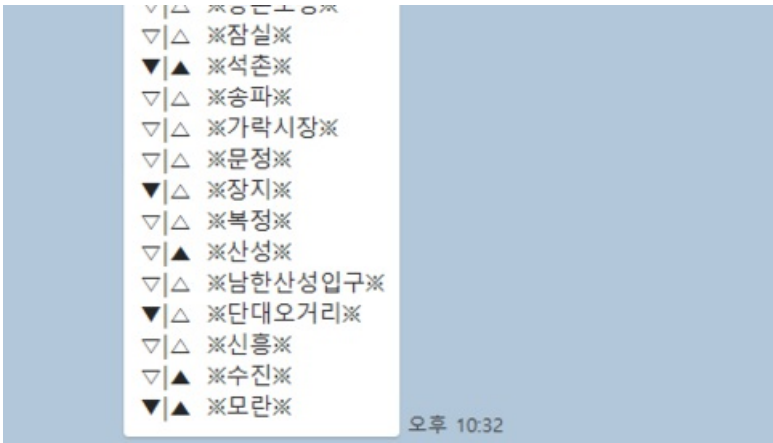 ▽|△ ※잠실※
▼|▲ ※석촌※
▽|△ ※송파※
▽|△ ※가락시장※
▽|△ ※문정※
▼|△ ※장지※
▽|△ ※복정※
▽|▲ ※산성※
▽|△ ※남한산성입구※
▼|△ ※단대오거리※
▽|△ ※신흥※
▽|▲ ※수진※
▼|▲ ※모란※
오후 10:32